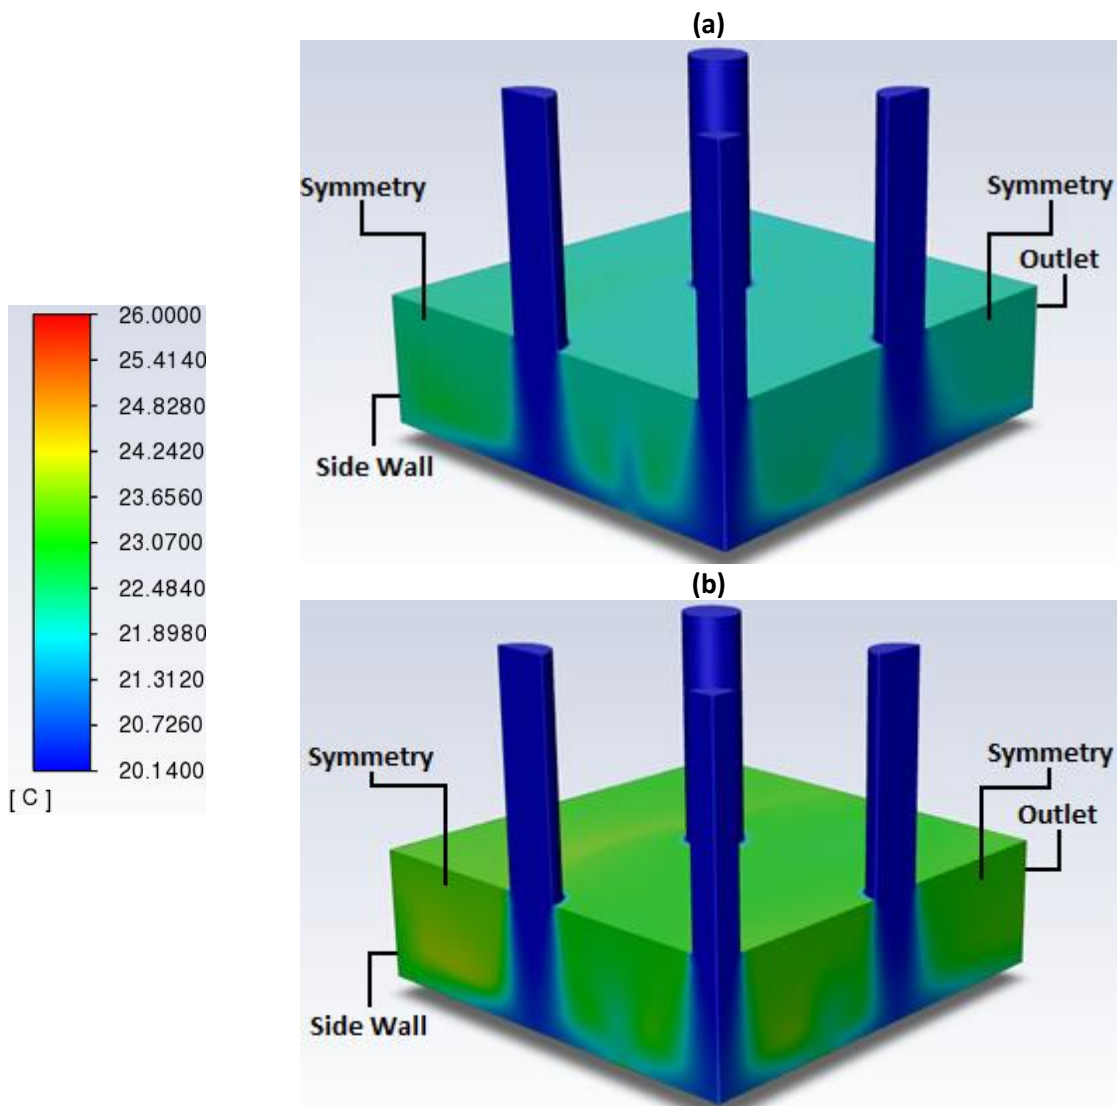 (a)
Symmetry
Symmetry
Outlet
Side Wall
26.0000
25.4140
24.8280
24.2420
23.6560
23.0700
22.4840
21.8980
21.3120
20.7260
20.1400
[ C ]
(b)
Symmetry
Symmetry
Outlet
Side Wall